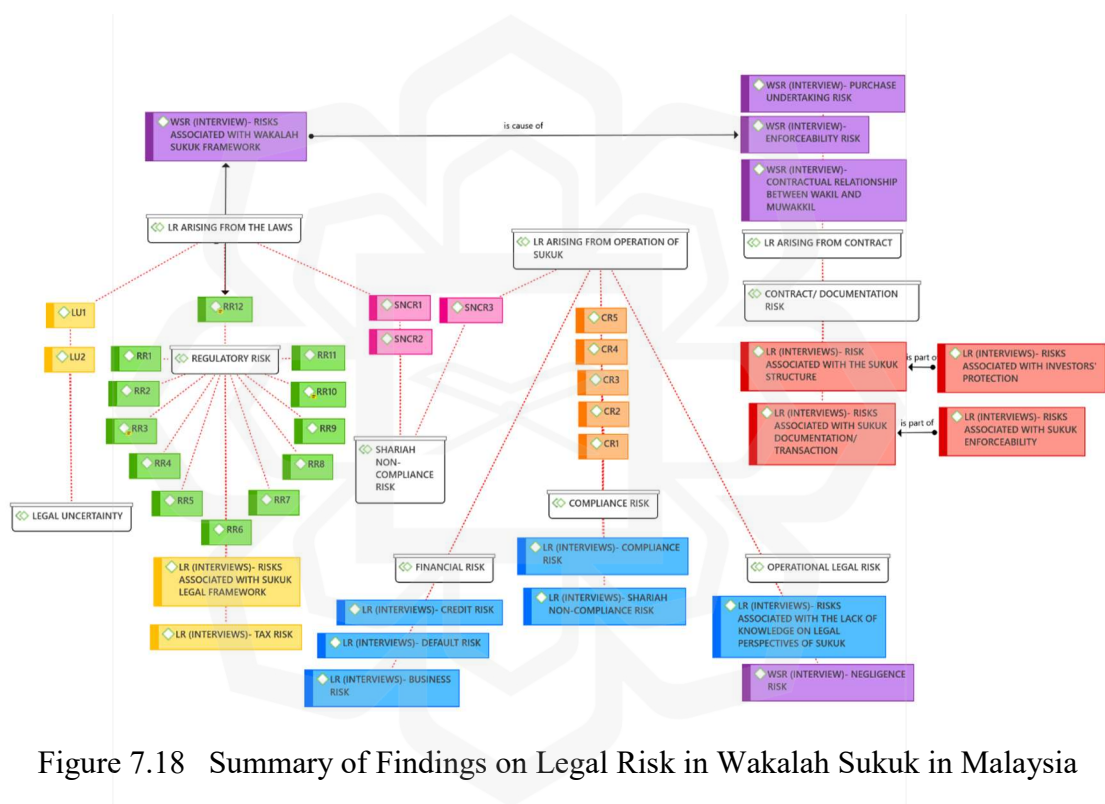 WSR (INTERVIEW)- PURCHASE
UNDERTAKING RISK
WSR (INTERVIEW)- RISKS
ASSOCIATED WITH WAKALAH
SUKUK FRAMEWORK
is cause of
WSR (INTERVIEW)-
ENFORCEABILITY RISK
WSR (INTERVIEW)-
CONTRACTUAL RELATIONSHIP
BETWEEN WAKIL AND
MUWAKKIL
LR ARISING FROM THE LAWS
LR ARISING FROM OPERATION OF
SUKUK
LR ARISING FROM CONTRACT
CONTRACT/ DOCUMENTATION
RISK
LU1
LU2
RR12
SNCR1
SNCR2
SNCR3
CR5
CR4
CR3
CR2
CR1
RR1
REGULATORY RISK
RR11
RR2
RR10
RR3
RR9
RR4
RR8
RR5
RR7
RR6
LR (INTERVIEWS)- RISK
ASSOCIATED WITH THE SUKUK
STRUCTURE
is part of
LR (INTERVIEWS)- RISKS
ASSOCIATED WITH INVESTORS'
PROTECTION
LR (INTERVIEWS)- RISKS
ASSOCIATED WITH SUKUK
DOCUMENTATION/
TRANSACTION
is part of
LR (INTERVIEWS)- RISKS
ASSOCIATED WITH SUKUK
ENFORCEABILITY
SHARIAH
NON-
COMPLIANCE
RISK
LEGAL UNCERTAINTY
COMPLIANCE RISK
LR (INTERVIEWS)- RISKS
ASSOCIATED WITH SUKUK
LEGAL FRAMEWORK
LR (INTERVIEWS)- TAX RISK
FINANCIAL RISK
LR (INTERVIEWS)- CREDIT RISK
LR (INTERVIEWS)- DEFAULT RISK
LR (INTERVIEWS)- BUSINESS
RISK
LR (INTERVIEWS)- COMPLIANCE
RISK
LR (INTERVIEWS)- SHARIAH
NON-COMPLIANCE RISK
OPERATIONAL LEGAL RISK
LR (INTERVIEWS)- RISKS
ASSOCIATED WITH THE LACK OF
KNOWLEDGE ON LEGAL
PERSPECTIVES OF SUKUK
WSR (INTERVIEW)- NEGLIGENCE
RISK
Figure 7.18 Summary of Findings on Legal Risk in Wakalah Sukuk in Malaysia